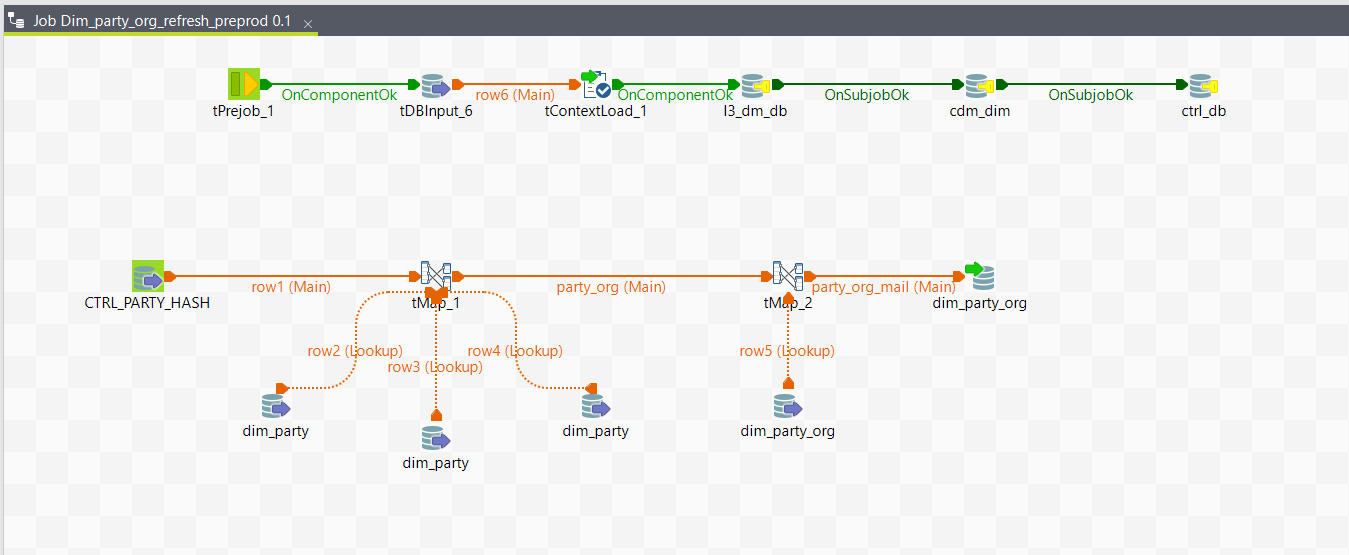 Job Dim_party_org_refresh_preprod 0.1
OnComponentOk
row6 (Main)
OnComponentOk
OnSubjobOk
OnSubjobOk
tPrejob_1
tDBInput_6
tContextLoad_1
l3_dm_db
cdm_dim
ctrl_db
row1 (Main)
party_org (Main)
party_org_mail (Main)
CTRL_PARTY_HASH
tMap_1
tMap_2
dim_party_org
row2 (Lookup)
row4 (Lookup)
row5 (Lookup)
row3 (Lookup)
dim_party
dim_party
dim_party_org
dim_party